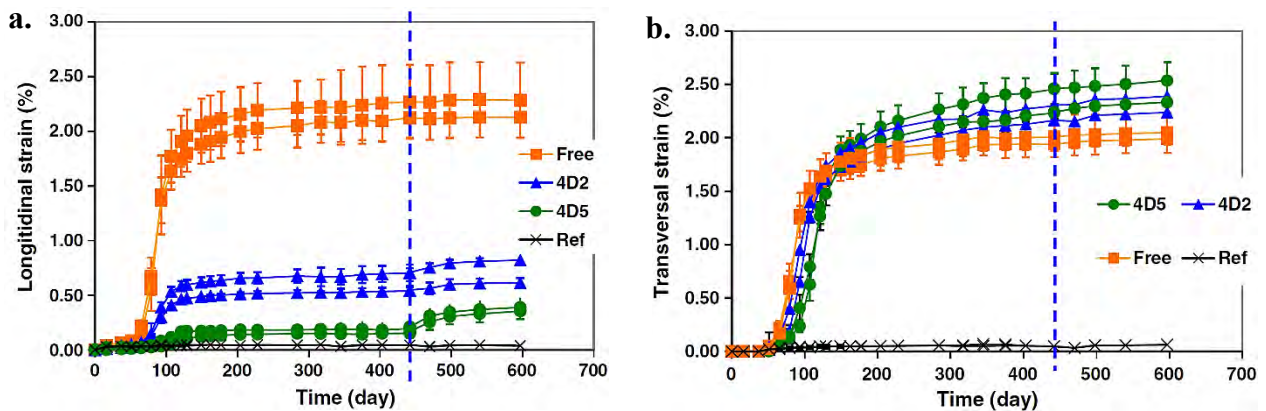 a.
Longitidinal strain (%)
3.00
2.50
2.00
1.50
1.00
0.50
0.00
0 100 200 300 400 500 600 700
Time (day)
Free
4D2
4D5
Ref
b.
Transversal strain (%)
3.00
2.50
2.00
1.50
1.00
0.50
0.00
0 100 200 300 400 500 600 700
Time (day)
4D5 4D2
Free Ref